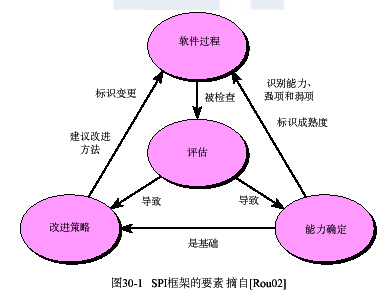 软件过程
标识变更
被检查
识别能力、
强项和弱项
标识成熟度
建议改进
方法
评估
导致
导致
改进策略
能力确定
是基础
图30-1 SPI框架的要素 摘自[Rou02]